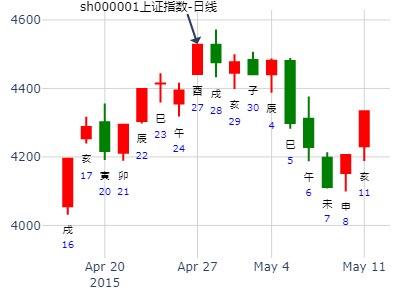 sh000001上证指数-日线
4600
4400
4200
4000
戌
16
亥
17
寅
20
卯
21
辰
22
丑
23
午
24
酉
27
戌
28
亥
29
子
30
辰
4
巳
5
午
6
未
7
申
8
亥
11
Apr 20
2015
Apr 27
May 4
May 11